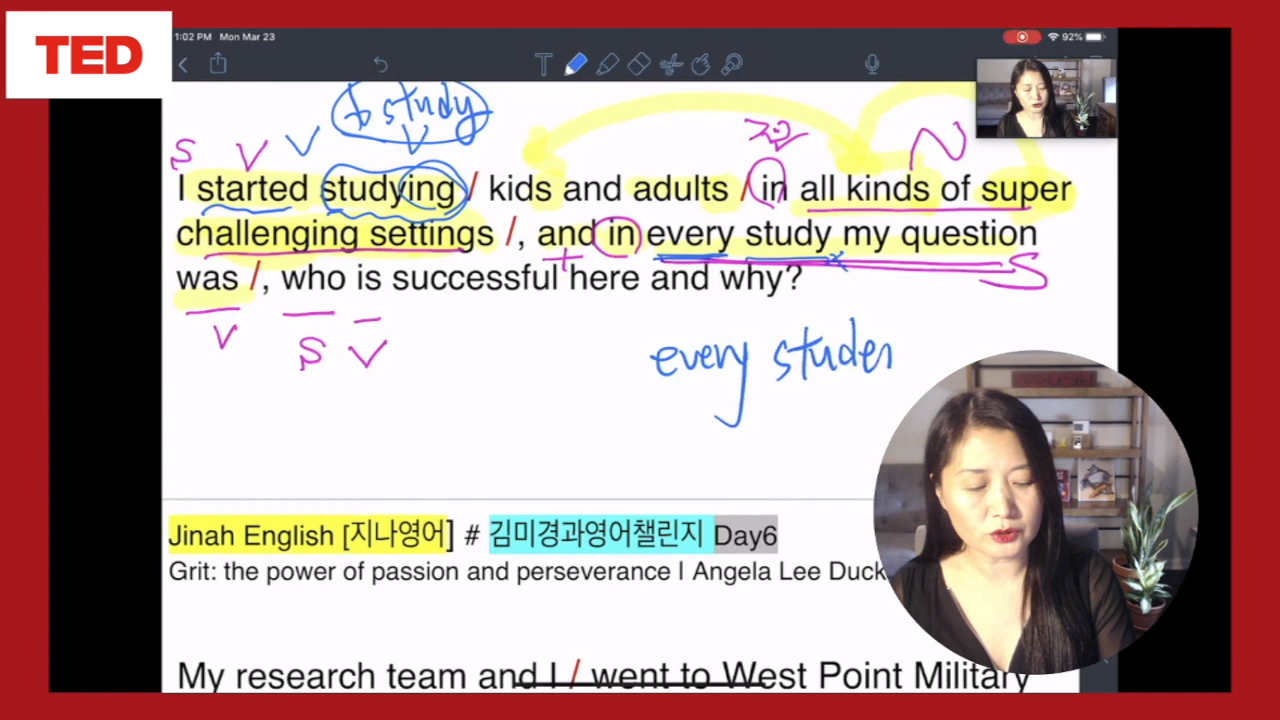 TED
1:02 PM Mon Mar 23
92%
to study
S V V V
전 N
I started studying / kids and adults / in all kinds of super
challenging settings /, and in every study my question
+ S
was /, who is successful here and why?
V S V
every studen
Jinah English [지나영어] # 김미경과영어챌린지 Day6
Grit: the power of passion and perseverance | Angela Lee Duck
My research team and I / went to West Point Military